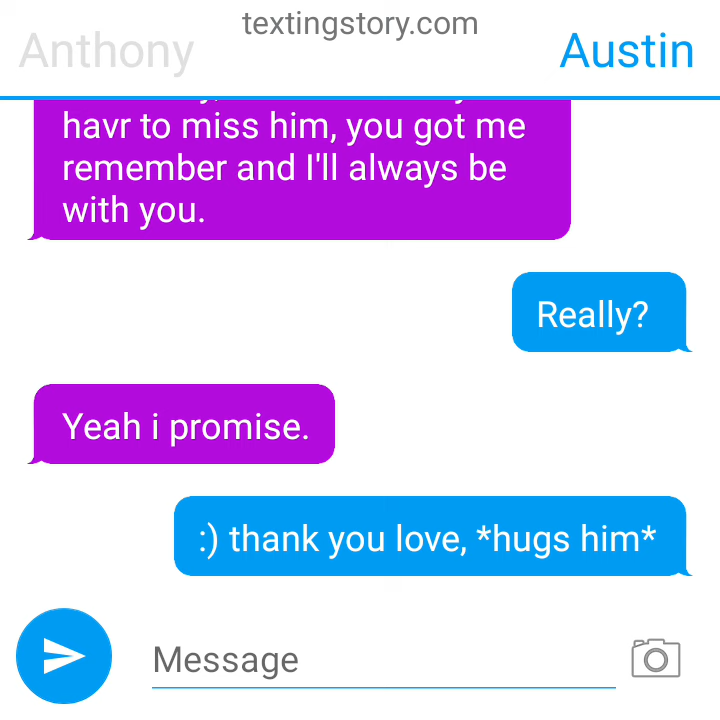 textingstory.com
Anthony
Austin
havr to miss him, you got me
remember and I'll always be
with you.
Really?
Yeah i promise.
:) thank you love, *hugs him*
Message